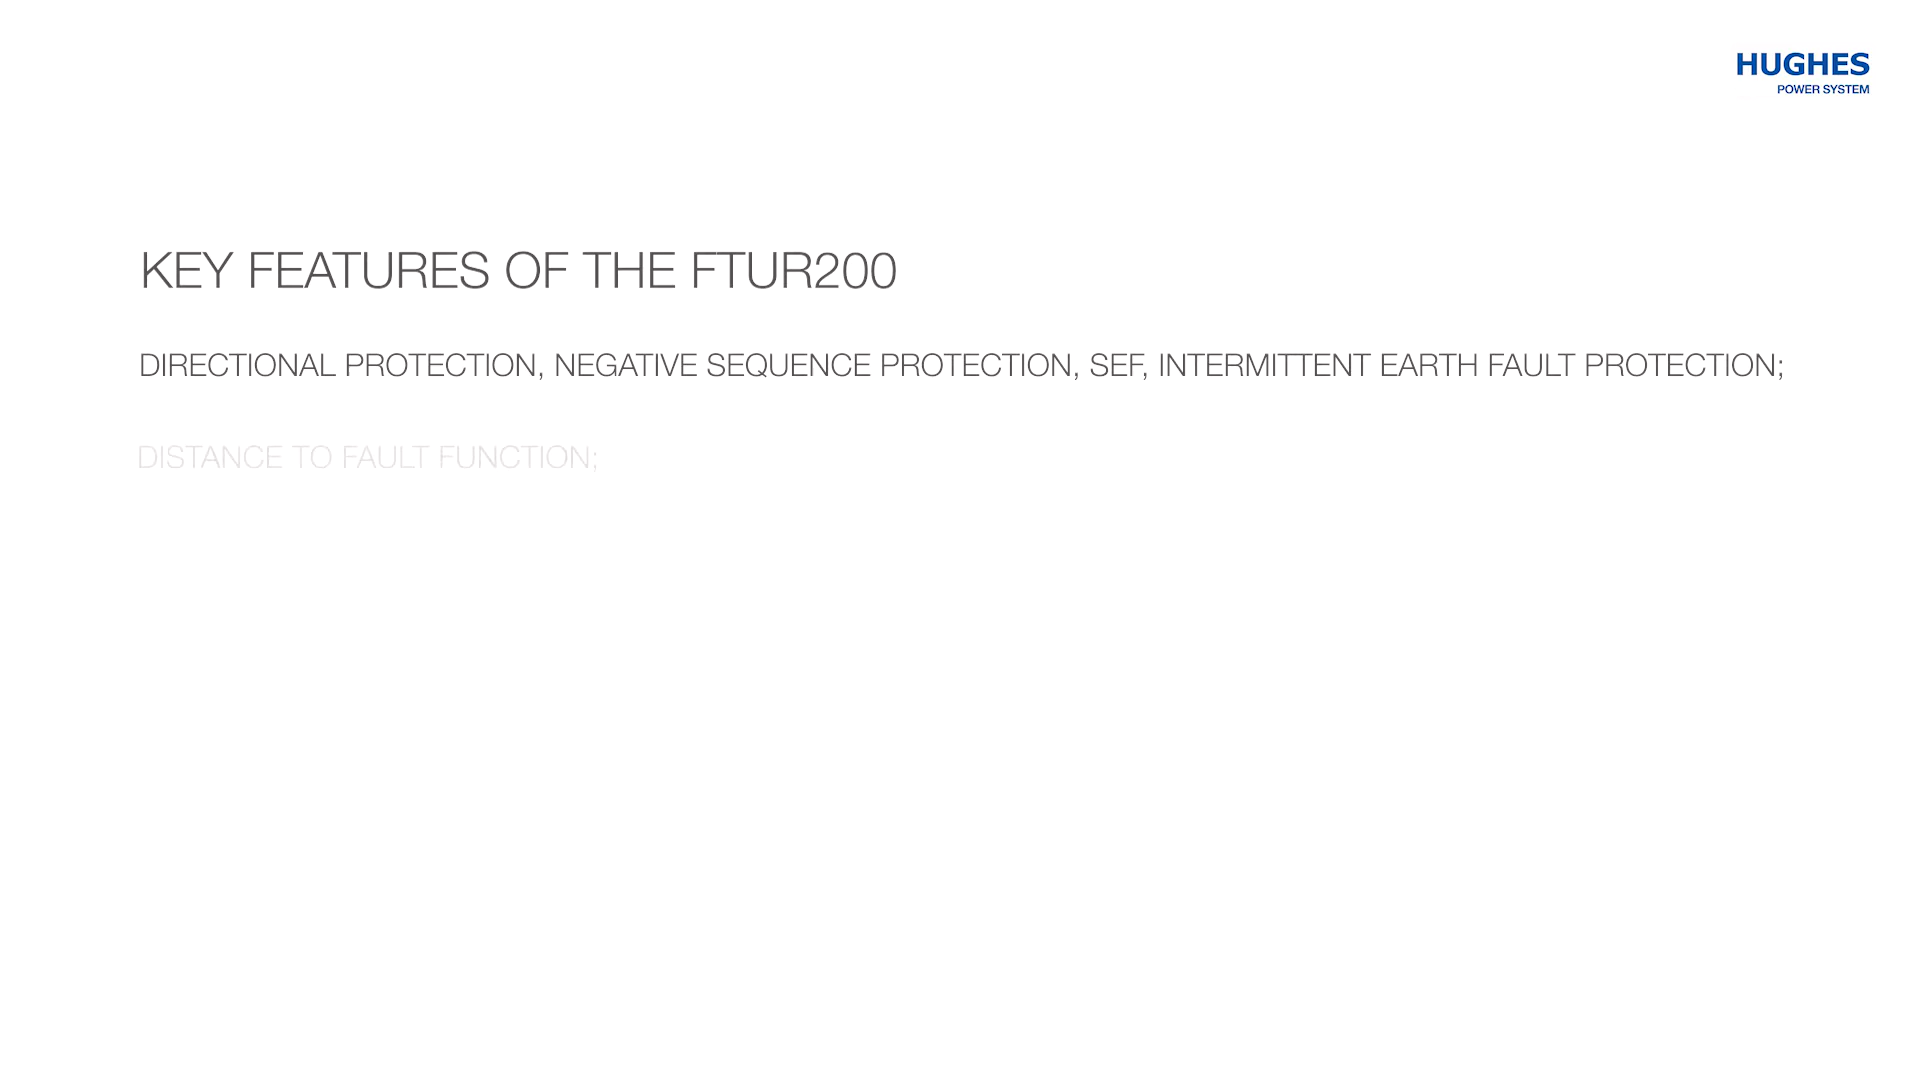 HUGHES
POWER SYSTEM
KEY FEATURES OF THE FTUR200
DIRECTIONAL PROTECTION, NEGATIVE SEQUENCE PROTECTION, SEF, INTERMITTENT EARTH FAULT PROTECTION;
DISTANCE TO FAULT FUNCTION;